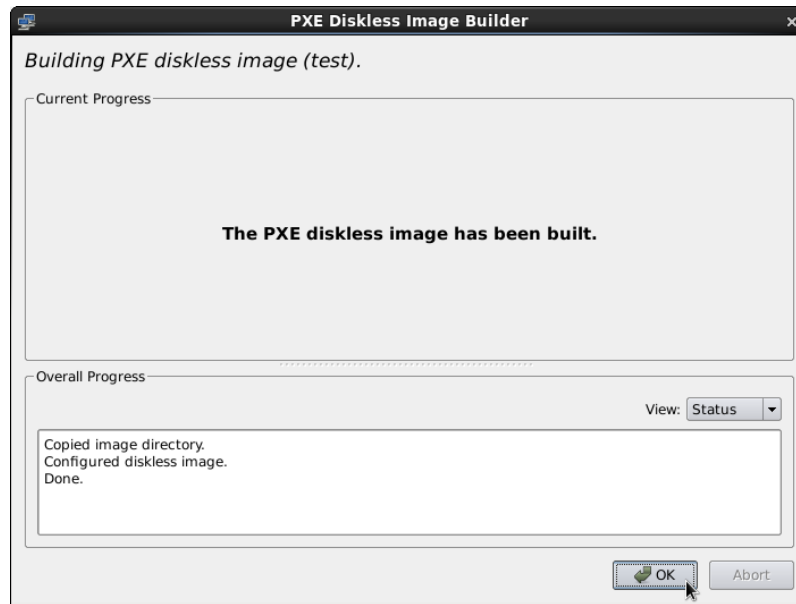 PXE Diskless Image Builder
Building PXE diskless image (test).
Current Progress
The PXE diskless image has been built.
Overall Progress
View: Status
Copied image directory.
Configured diskless image.
Done.
OK Abort